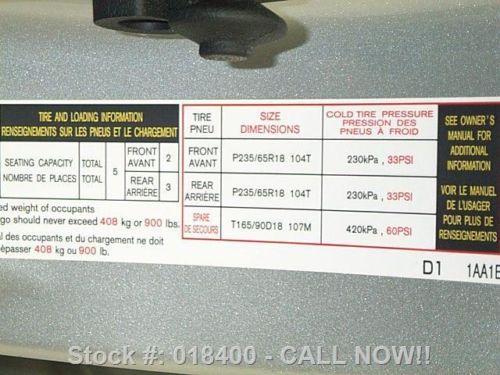 TIRE AND LOADING INFORMATION
RENSEIGNEMENTS SUR LES PNEUS ET LE CHARGEMENT
SEATING CAPACITY TOTAL 5 FRONT AVANT 2
NOMBRE DE PLACES TOTAL REAR ARRIÈRE 3
ed weight of occupants
go should never exceed 408 kg or 900 lbs.
al des occupants et du chargement ne doit
épasser 408 kg ou 900 lb.
TIRE PNEU SIZE DIMENSIONS COLD TIRE PRESSURE PRESSION DES PNEUS À FROID
FRONT AVANT P235/65R18 104T 230kPa , 33PSI
REAR ARRIÈRE P235/65R18 104T 230kPa , 33PSI
SPARE DE SECOURS T165/90D18 107M 420kPa , 60PSI
SEE OWNER'S
MANUAL FOR
ADDITIONAL
INFORMATION
VOIR LE MANUEL
DE L'USAGER
POUR PLUS DE
RENSEIGNEMENTS
D1 1AA1E
Stock #: 018400 - CALL NOW!!